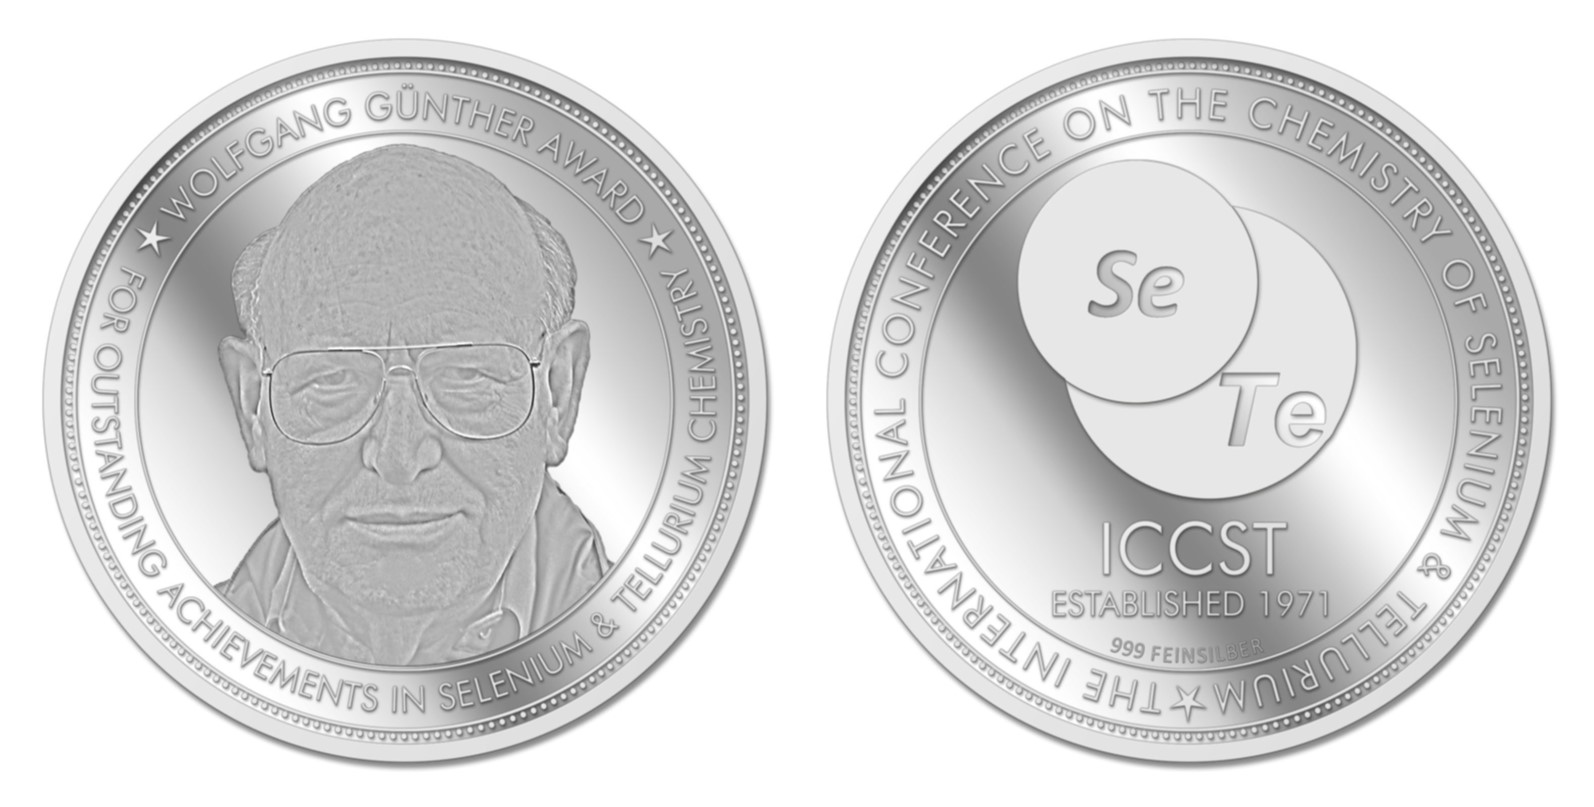 ★ WOLFGANG GÜNTHER AWARD ★
FOR OUTSTANDING ACHIEVEMENTS IN SELENIUM & TELLURIUM CHEMISTRY
★ THE INTERNATIONAL CONFERENCE ON THE CHEMISTRY OF SELENIUM & TELLURIUM
Se
Te
ICCST
ESTABLISHED 1971
999 FEINSILBER